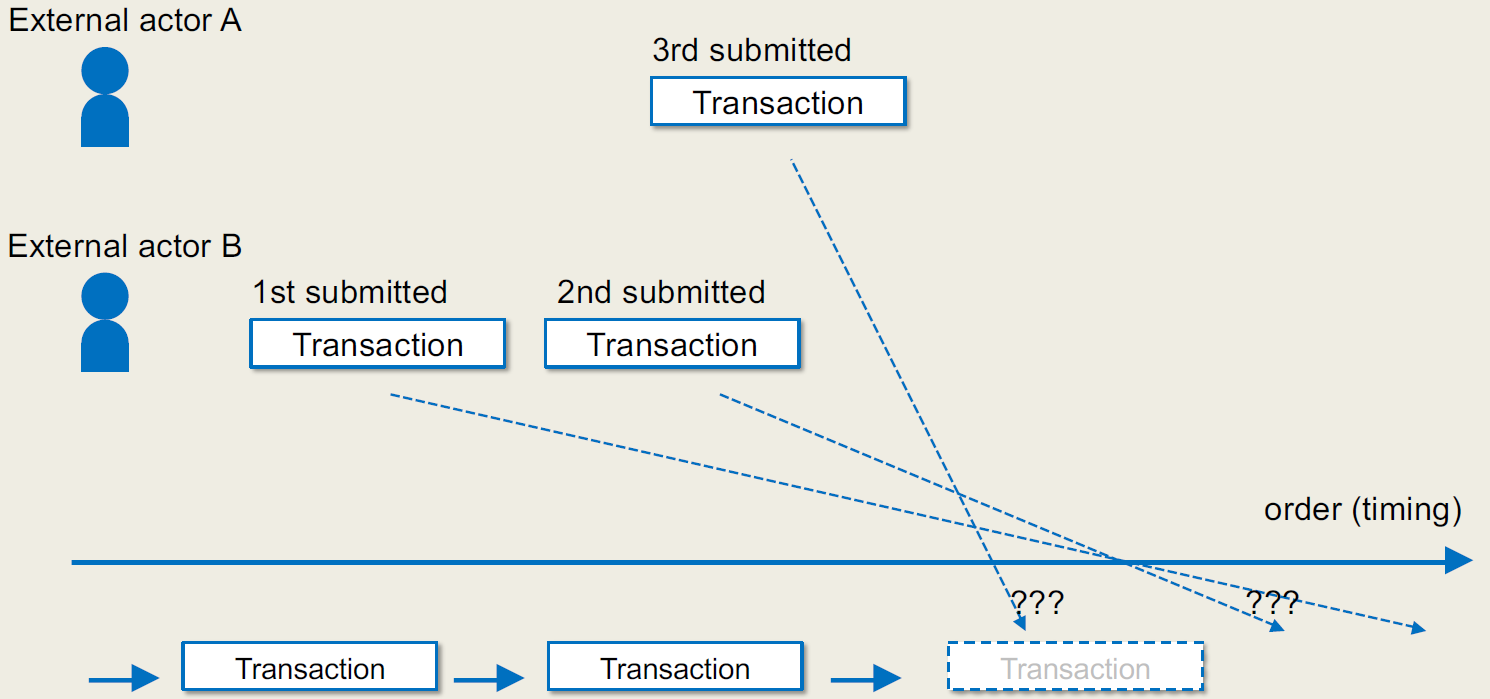 External actor A
3rd submitted
Transaction
External actor B
1st submitted
2nd submitted
Transaction
Transaction
order (timing)
???
???
Transaction
Transaction
Transaction